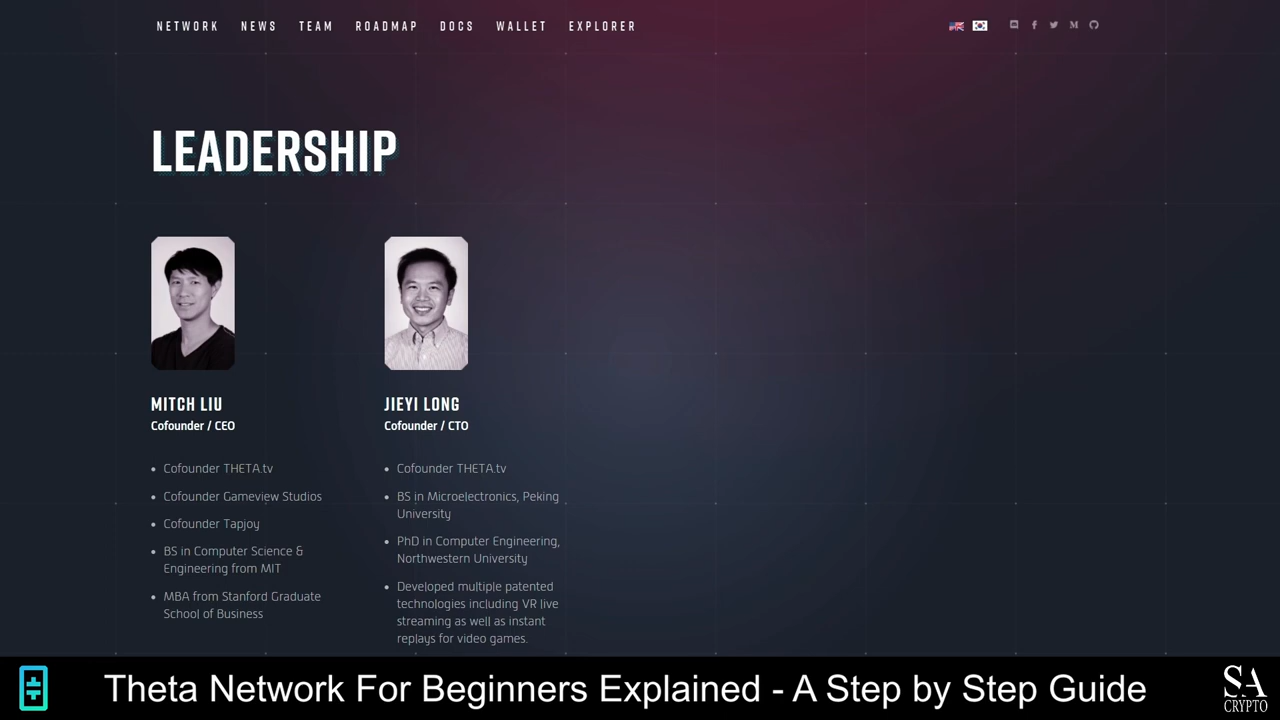 NETWORK NEWS TEAM ROADMAP DOCS WALLET EXPLORER
LEADERSHIP
MITCH LIU
Cofounder / CEO
• Cofounder THETA.tv
• Cofounder Gameview Studios
• Cofounder Tapjoy
• BS in Computer Science &
Engineering from MIT
• MBA from Stanford Graduate
School of Business
JIEYI LONG
Cofounder / CTO
• Cofounder THETA.tv
• BS in Microelectronics, Peking
University
• PhD in Computer Engineering,
Northwestern University
• Developed multiple patented
technologies including VR live
streaming as well as instant
replays for video games.
Theta Network For Beginners Explained - A Step by Step Guide
SA
CRYPTO